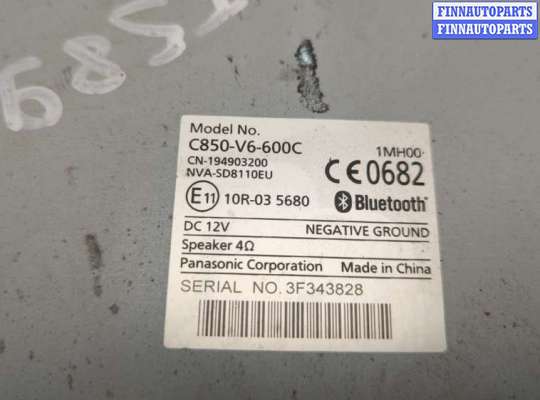 FINNAUTOPARTS
FINNAUTOPARTS
Model No.
C850-V6-600C 1MH00
CN-194903200
NVA-SD8110EU
CE0682
E11 10R-03 5680 Bluetooth
DC 12V NEGATIVE GROUND
Speaker 4Ω
Panasonic Corporation Made in China
SERIAL NO. 3F343828